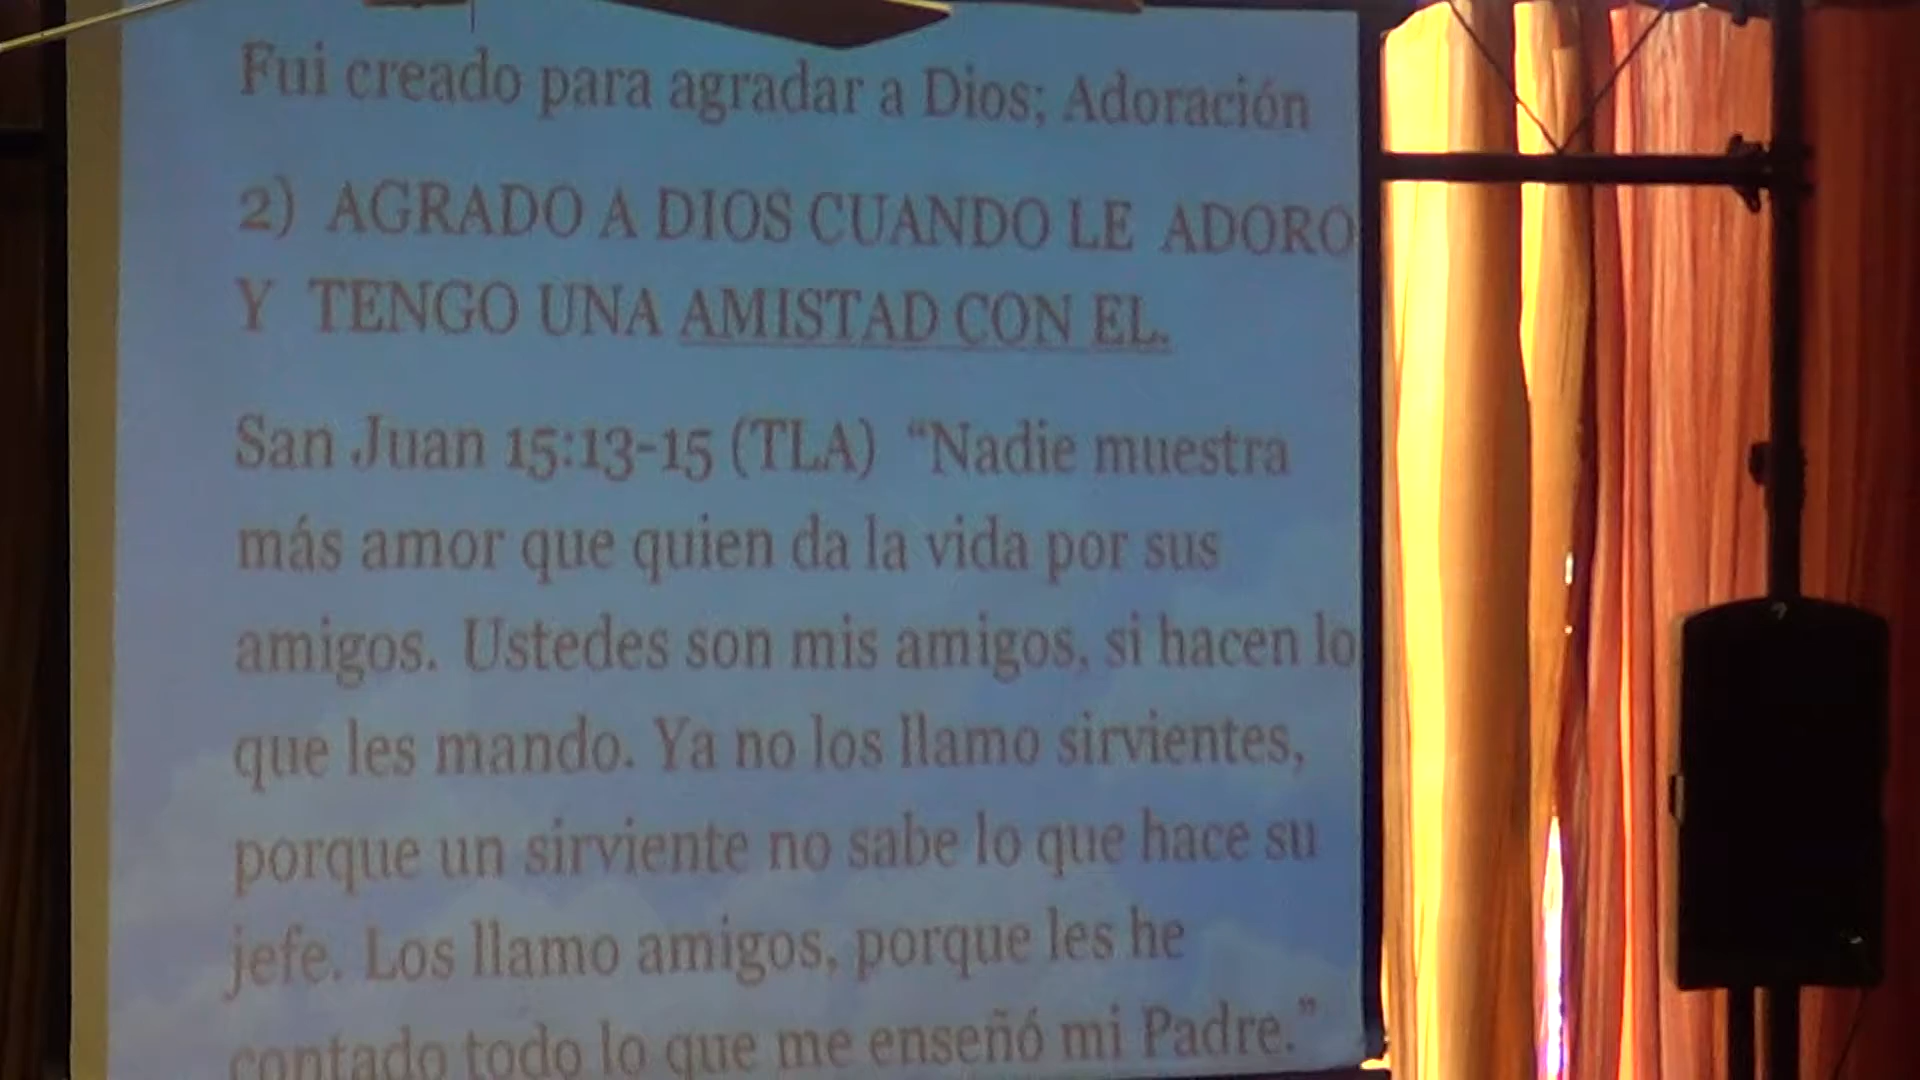 Fui creado para agradar a Dios; Adoración
2) AGRADO A DIOS CUANDO LE ADORO
Y TENGO UNA AMISTAD CON EL.
San Juan 15:13-15 (TLA) “Nadie muestra
más amor que quien da la vida por sus
amigos. Ustedes son mis amigos, si hacen lo
que les mando. Ya no los llamo sirvientes,
porque un sirviente no sabe lo que hace su
jefe. Los llamo amigos, porque les he
contado todo lo que me enseñó mi Padre.”